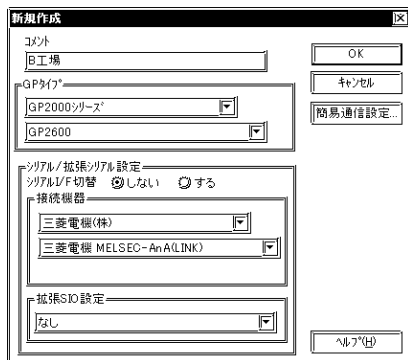 新規作成
コメント
B工場
OK
キャンセル
簡易通信設定...
GPタイプ
GP2000シリーズ
GP2600
シリアル/拡張シリアル設定
シリアルI/F切替 しない する
接続機器
三菱電機(株)
三菱電機 MELSEC-AnA(LINK)
拡張SIO設定
なし
ヘルプ(H)